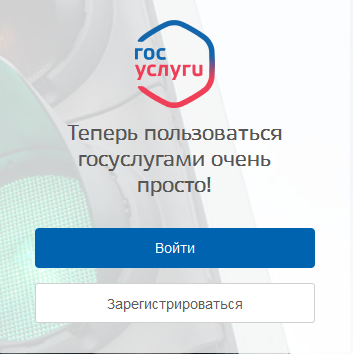 гос
услуги
Теперь пользоваться
госуслугами очень
просто!
Войти
Зарегистрироваться